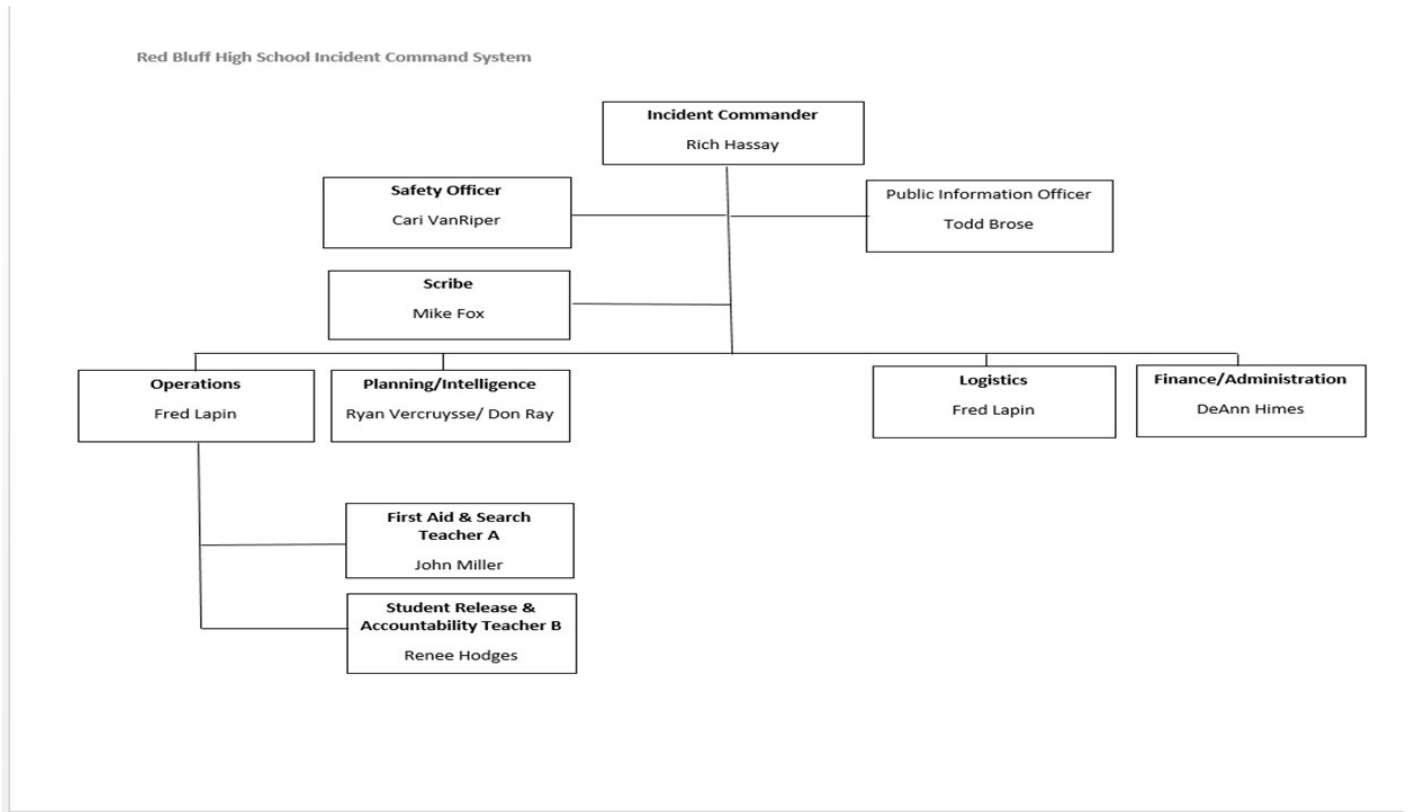 Red Bluff High School Incident Command System
Incident Commander
Rich Hassay
Safety Officer
Cari VanRiper
Public Information Officer
Todd Brose
Scribe
Mike Fox
Operations
Fred Lapin
Planning/Intelligence
Ryan Vercruysse/ Don Ray
Logistics
Fred Lapin
Finance/Administration
DeAnn Himes
First Aid & Search
Teacher A
John Miller
Student Release &
Accountability Teacher B
Renee Hodges